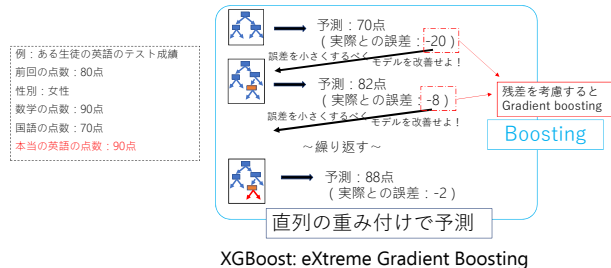 例：ある生徒の英語のテスト成績
前回の点数：80点
性別：女性
数学の点数：90点
国語の点数：70点
本当の英語の点数：90点
予測：70点
( 実際との誤差：-20)
誤差を小さくするべく モデルを改善せよ！
予測：82点
( 実際との誤差：-8)
誤差を小さくするべく モデルを改善せよ！
～繰り返す～
予測：88点
( 実際との誤差：-2)
残差を考慮すると
Gradient boosting
Boosting
直列の重み付けで予測
XGBoost: eXtreme Gradient Boosting